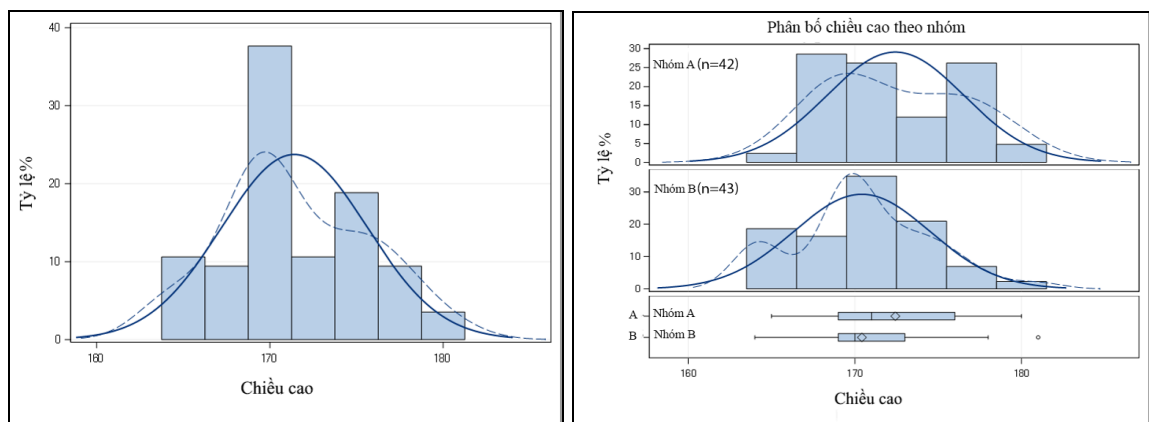 40
30
20
10
0
160
170
180
Tỷ lệ %
Chiều cao
Phân bố chiều cao theo nhóm
Nhóm A (n=42)
30
25
20
15
10
5
0
Nhóm B (n=43)
30
20
10
0
Tỷ lệ %
A Nhóm A
B Nhóm B
160
170
180
Chiều cao